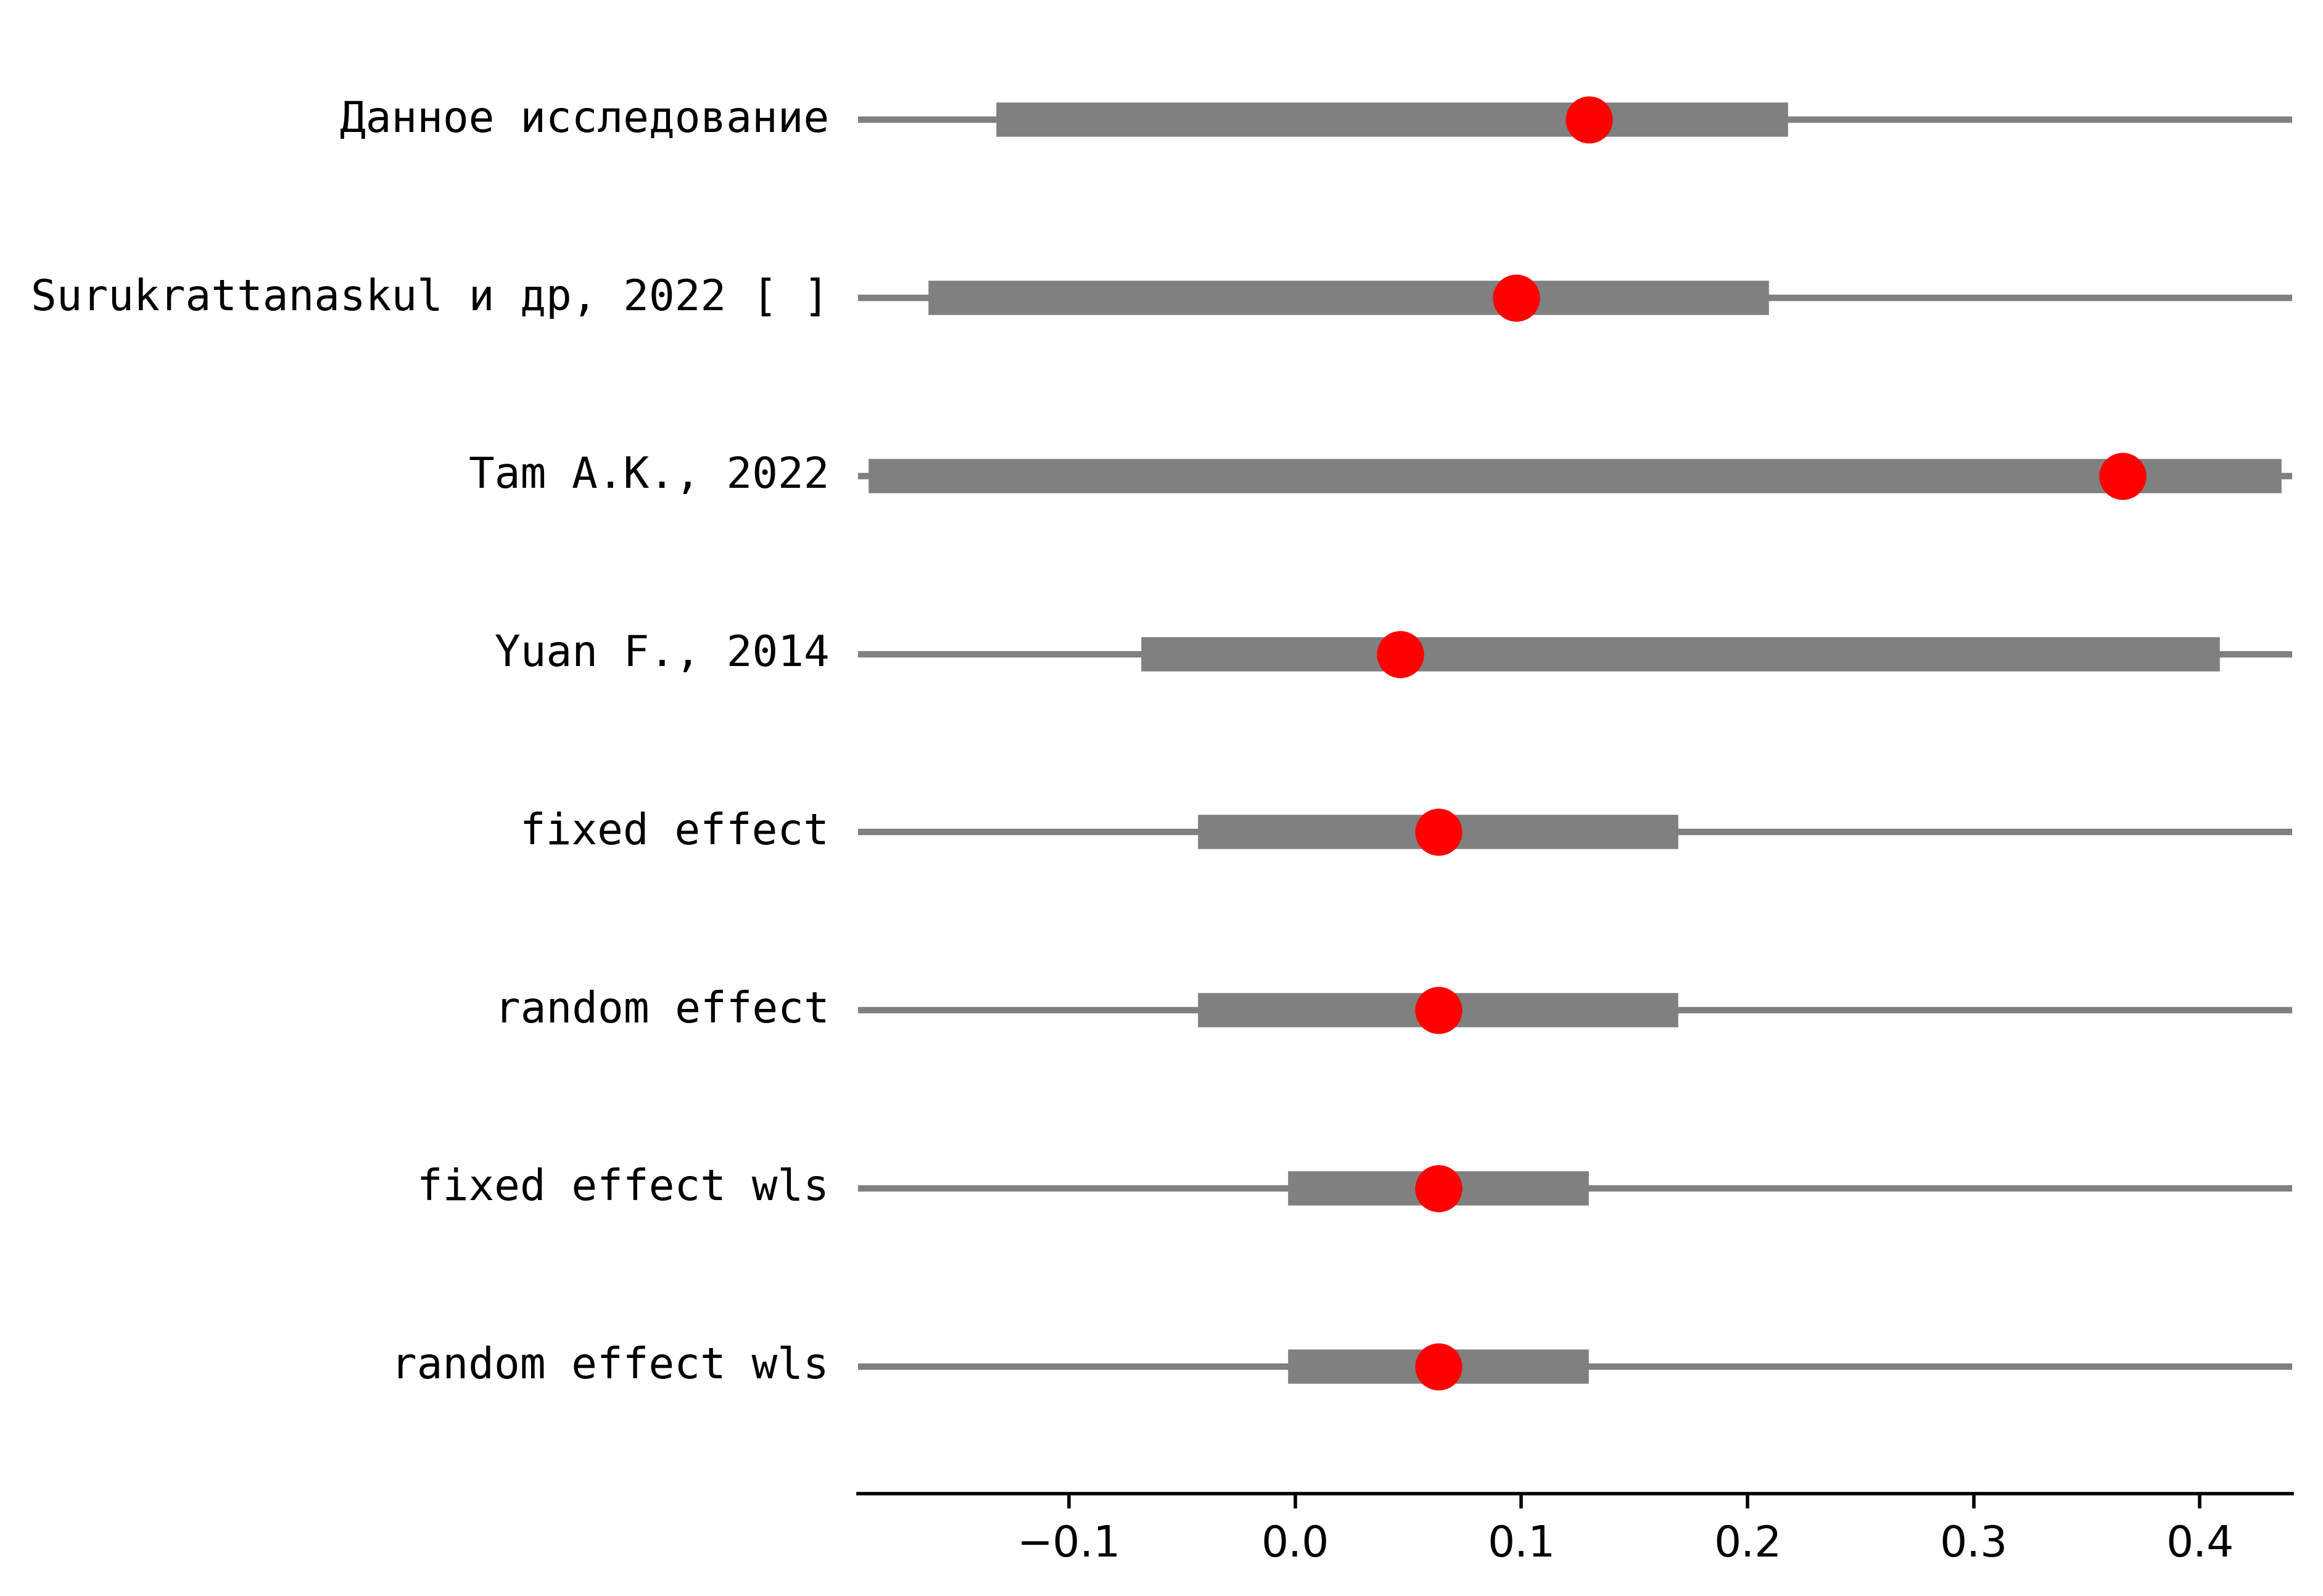 Данное исследование
Surukrattanaskul и др, 2022 [ ]
Tam A.K., 2022
Yuan F., 2014
fixed effect
random effect
fixed effect wls
random effect wls
−0.1 0.0 0.1 0.2 0.3 0.4